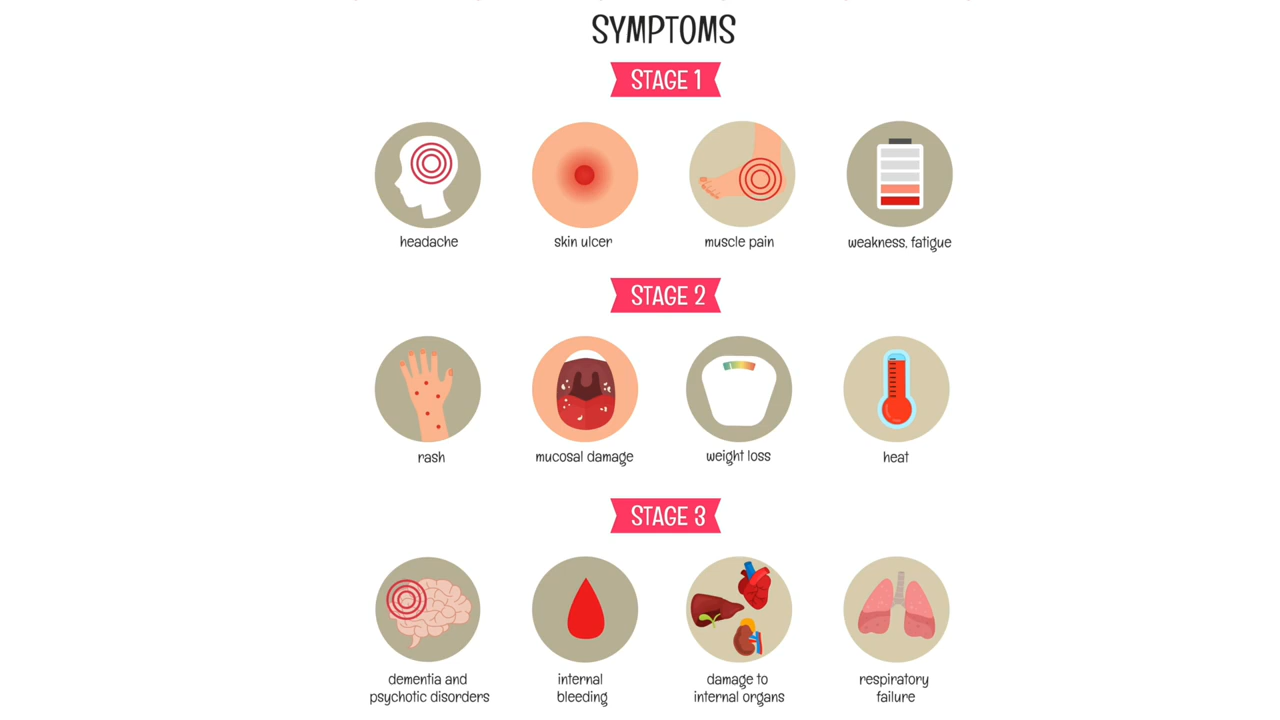 SYMPTOMS
STAGE 1
headache
skin ulcer
muscle pain
weakness, fatigue
STAGE 2
rash
mucosal damage
weight loss
heat
STAGE 3
dementia and
psychotic disorders
internal
bleeding
damage to
internal organs
respiratory
failure